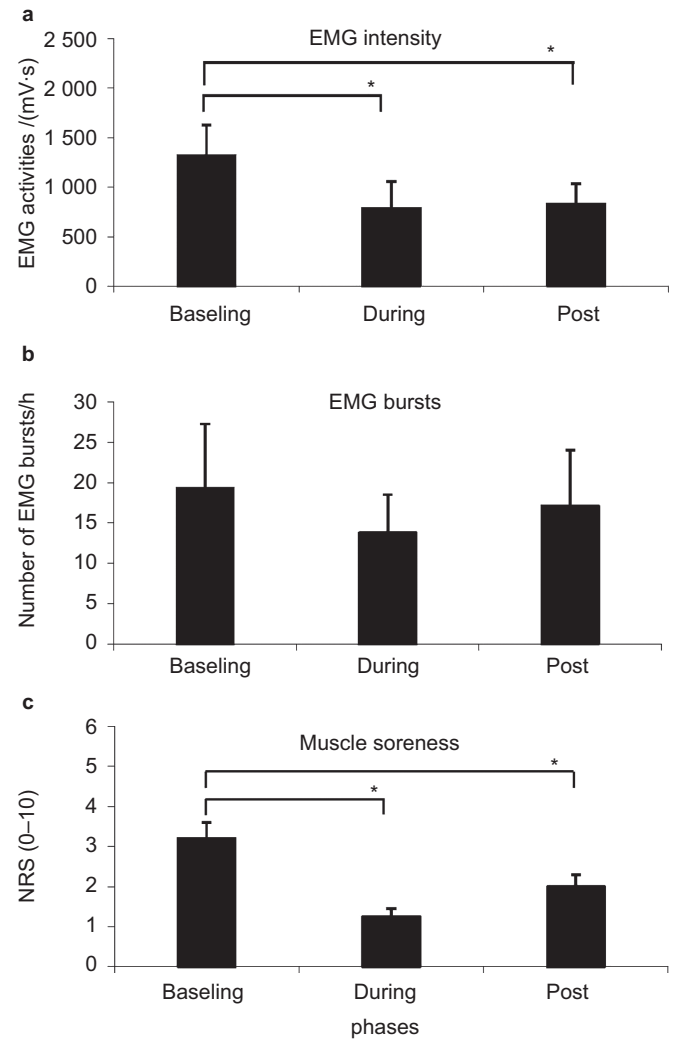 a
EMG intensity
EMG activities /(mV·s)
2 500
2 000
1 500
1 000
500
0
*
*
Baseling
During
Post
b
EMG bursts
Number of EMG bursts/h
30
25
20
15
10
5
0
Baseling
During
Post
c
Muscle soreness
NRS (0–10)
6
5
4
3
2
1
0
*
*
Baseling
During
Post
phases